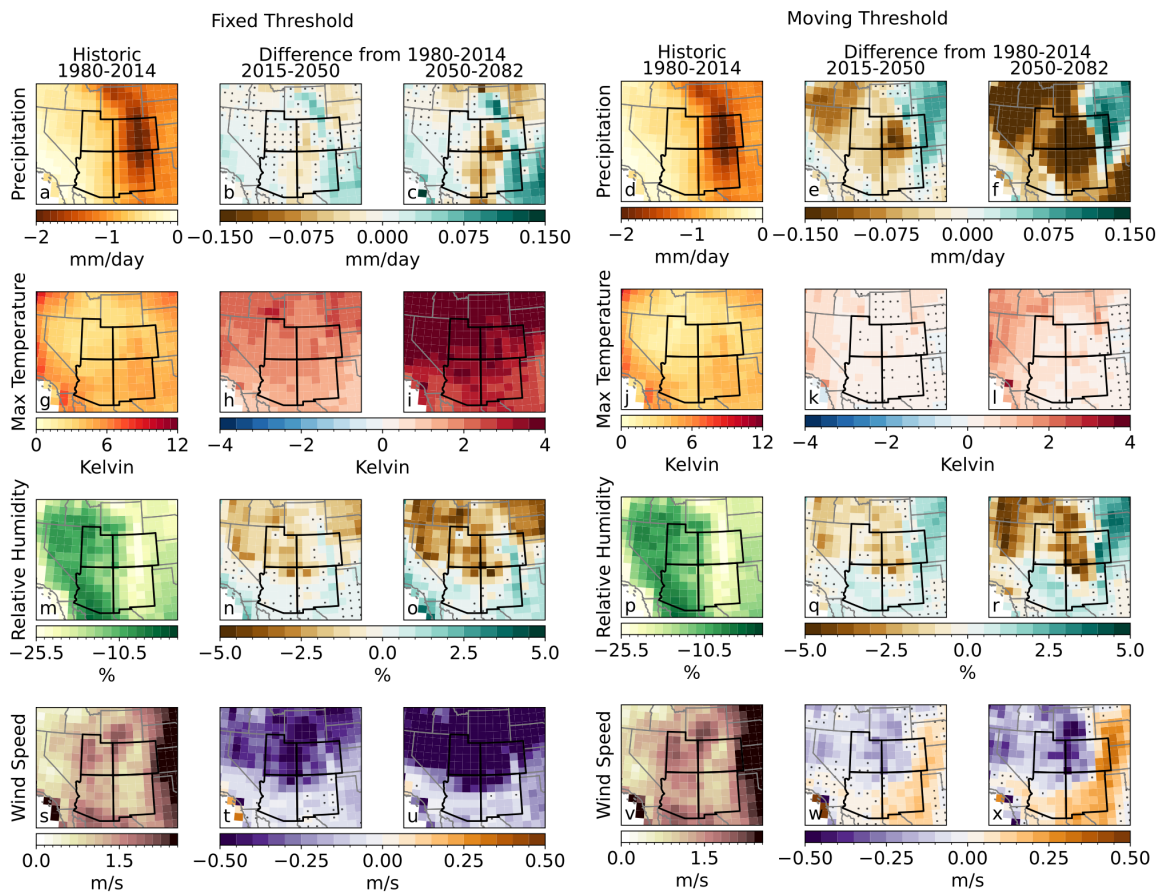 Fixed Threshold
Moving Threshold
Historic
1980-2014
Difference from 1980-2014
2015-2050
2050-2082
Historic
1980-2014
Difference from 1980-2014
2015-2050
2050-2082
Precipitation
a
b
c
Precipitation
d
e
f
−2
−1
0
−0.150
−0.075
0.000
0.075
0.150
−2
−1
0
−0.150
−0.075
0.000
0.075
0.150
mm/day
mm/day
mm/day
mm/day
Max Temperature
g
h
i
Max Temperature
j
k
l
0
6
12
−4
−2
0
2
4
0
6
12
−4
−2
0
2
4
Kelvin
Kelvin
Kelvin
Kelvin
Relative Humidity
m
n
o
Relative Humidity
p
q
r
−25.5
−10.5
−5.0
−2.5
0.0
2.5
5.0
−25.5
−10.5
−5.0
−2.5
0.0
2.5
5.0
%
%
%
%
Wind Speed
s
t
u
Wind Speed
v
w
x
0.0
1.5
−0.50
−0.25
0.00
0.25
0.50
0.0
1.5
−0.50
−0.25
0.00
0.25
0.50
m/s
m/s
m/s
m/s